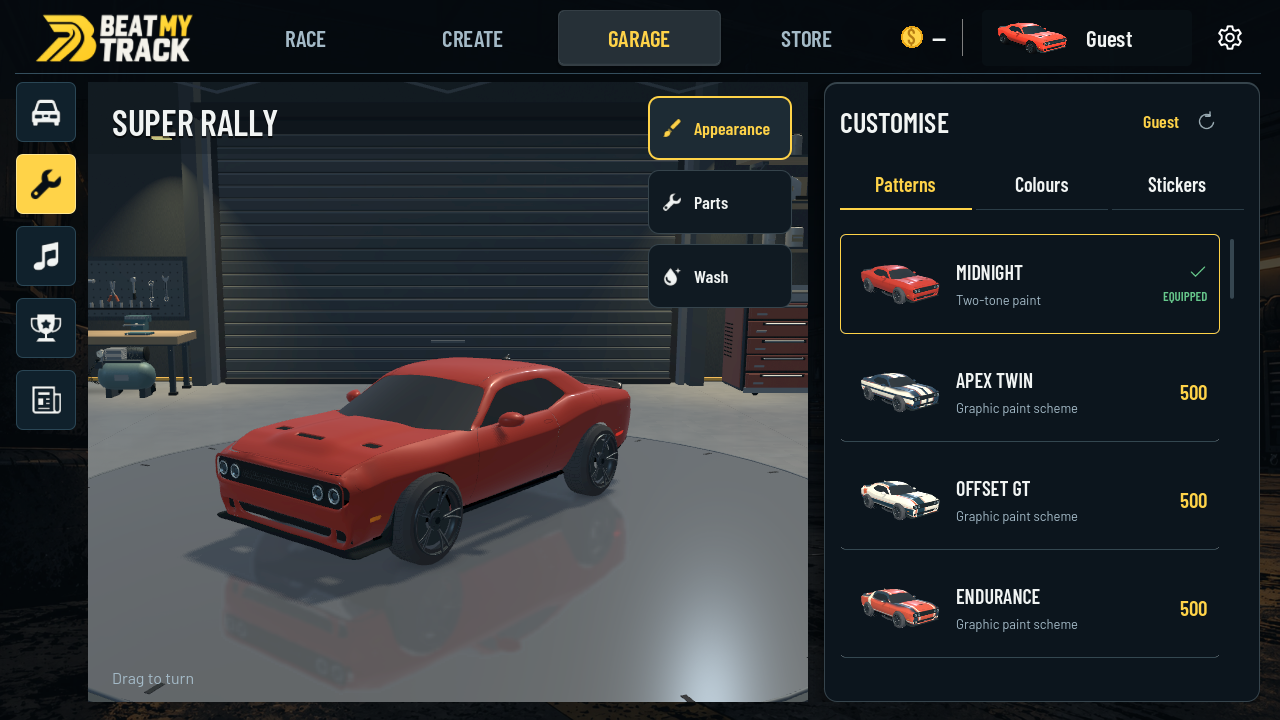 BEATMY
TRACK
RACE
CREATE
GARAGE
STORE
–
Guest
SUPER RALLY
Appearance
Parts
Wash
Drag to turn
CUSTOMISE
Guest
Patterns
Colours
Stickers
MIDNIGHT
Two-tone paint
EQUIPPED
APEX TWIN
Graphic paint scheme
500
OFFSET GT
Graphic paint scheme
500
ENDURANCE
Graphic paint scheme
500